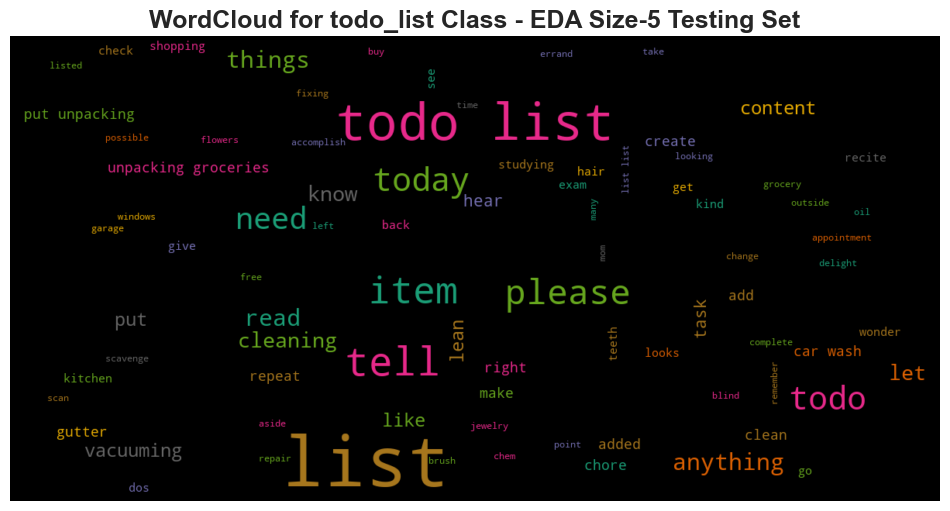 WordCloud for todo_list Class - EDA Size-5 Testing Set
check shopping buy errand take
listed things see
fixing time
put unpacking todo list content
possible flowers accomplish create
unpacking groceries studying hair list list looking recite
know today exam get grocery
hear many kind outside
windows need left back oil
garage give mom appointment
change delight
free item please add
put read lean task
cleaning teeth wonder
scavenge tell looks complete car wash
kitchen repeat right remember let
scan make blind todo
gutter aside like jewelry clean
vacuuming list point added
repair brush chem chore anything go
dos